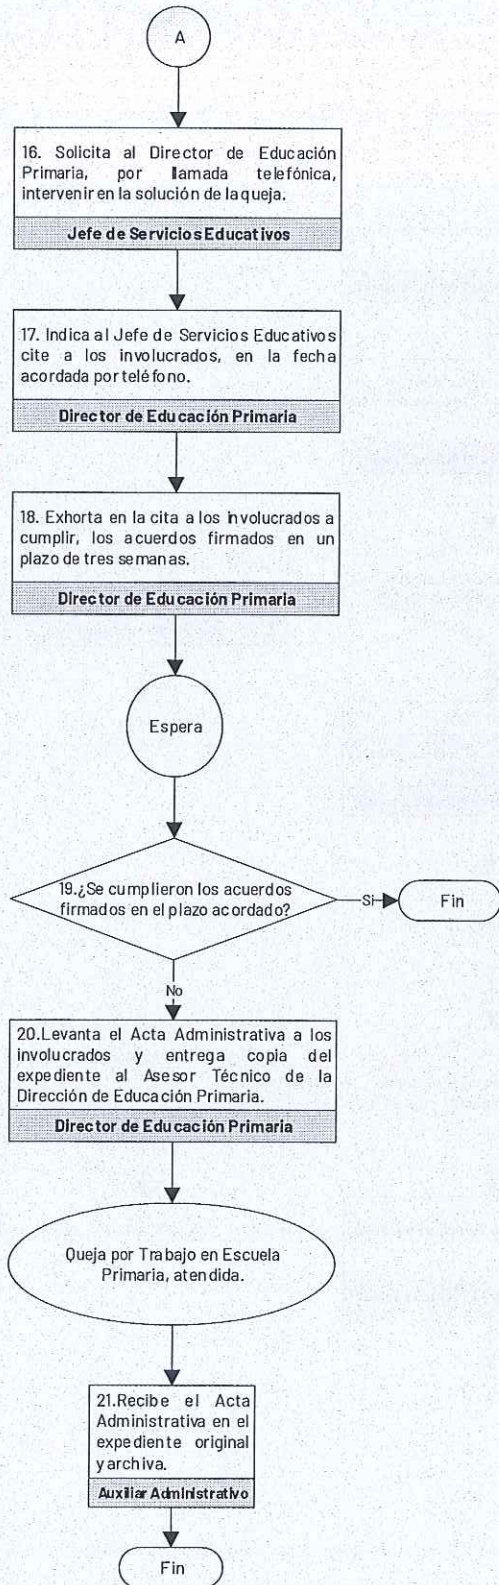 A
16. Solicita al Director de Educación
Primaria, por llamada telefónica,
intervenir en la solución de la queja.
Jefe de Servicios Educativos
17. Indica al Jefe de Servicios Educativos
cite a los involucrados, en la fecha
acordada por teléfono.
Director de Educación Primaria
18. Exhorta en la cita a los involucrados a
cumplir, los acuerdos firmados en un
plazo de tres semanas.
Director de Educación Primaria
Espera
19.¿Se cumplieron los acuerdos
firmados en el plazo acordado?
Si
Fin
No
20.Levanta el Acta Administrativa a los
involucrados y entrega copia del
expediente al Asesor Técnico de la
Dirección de Educación Primaria.
Director de Educación Primaria
Queja por Trabajo en Escuela
Primaria, atendida.
21.Recibe el Acta
Administrativa en el
expediente original
y archiva.
Auxiliar Administrativo
Fin